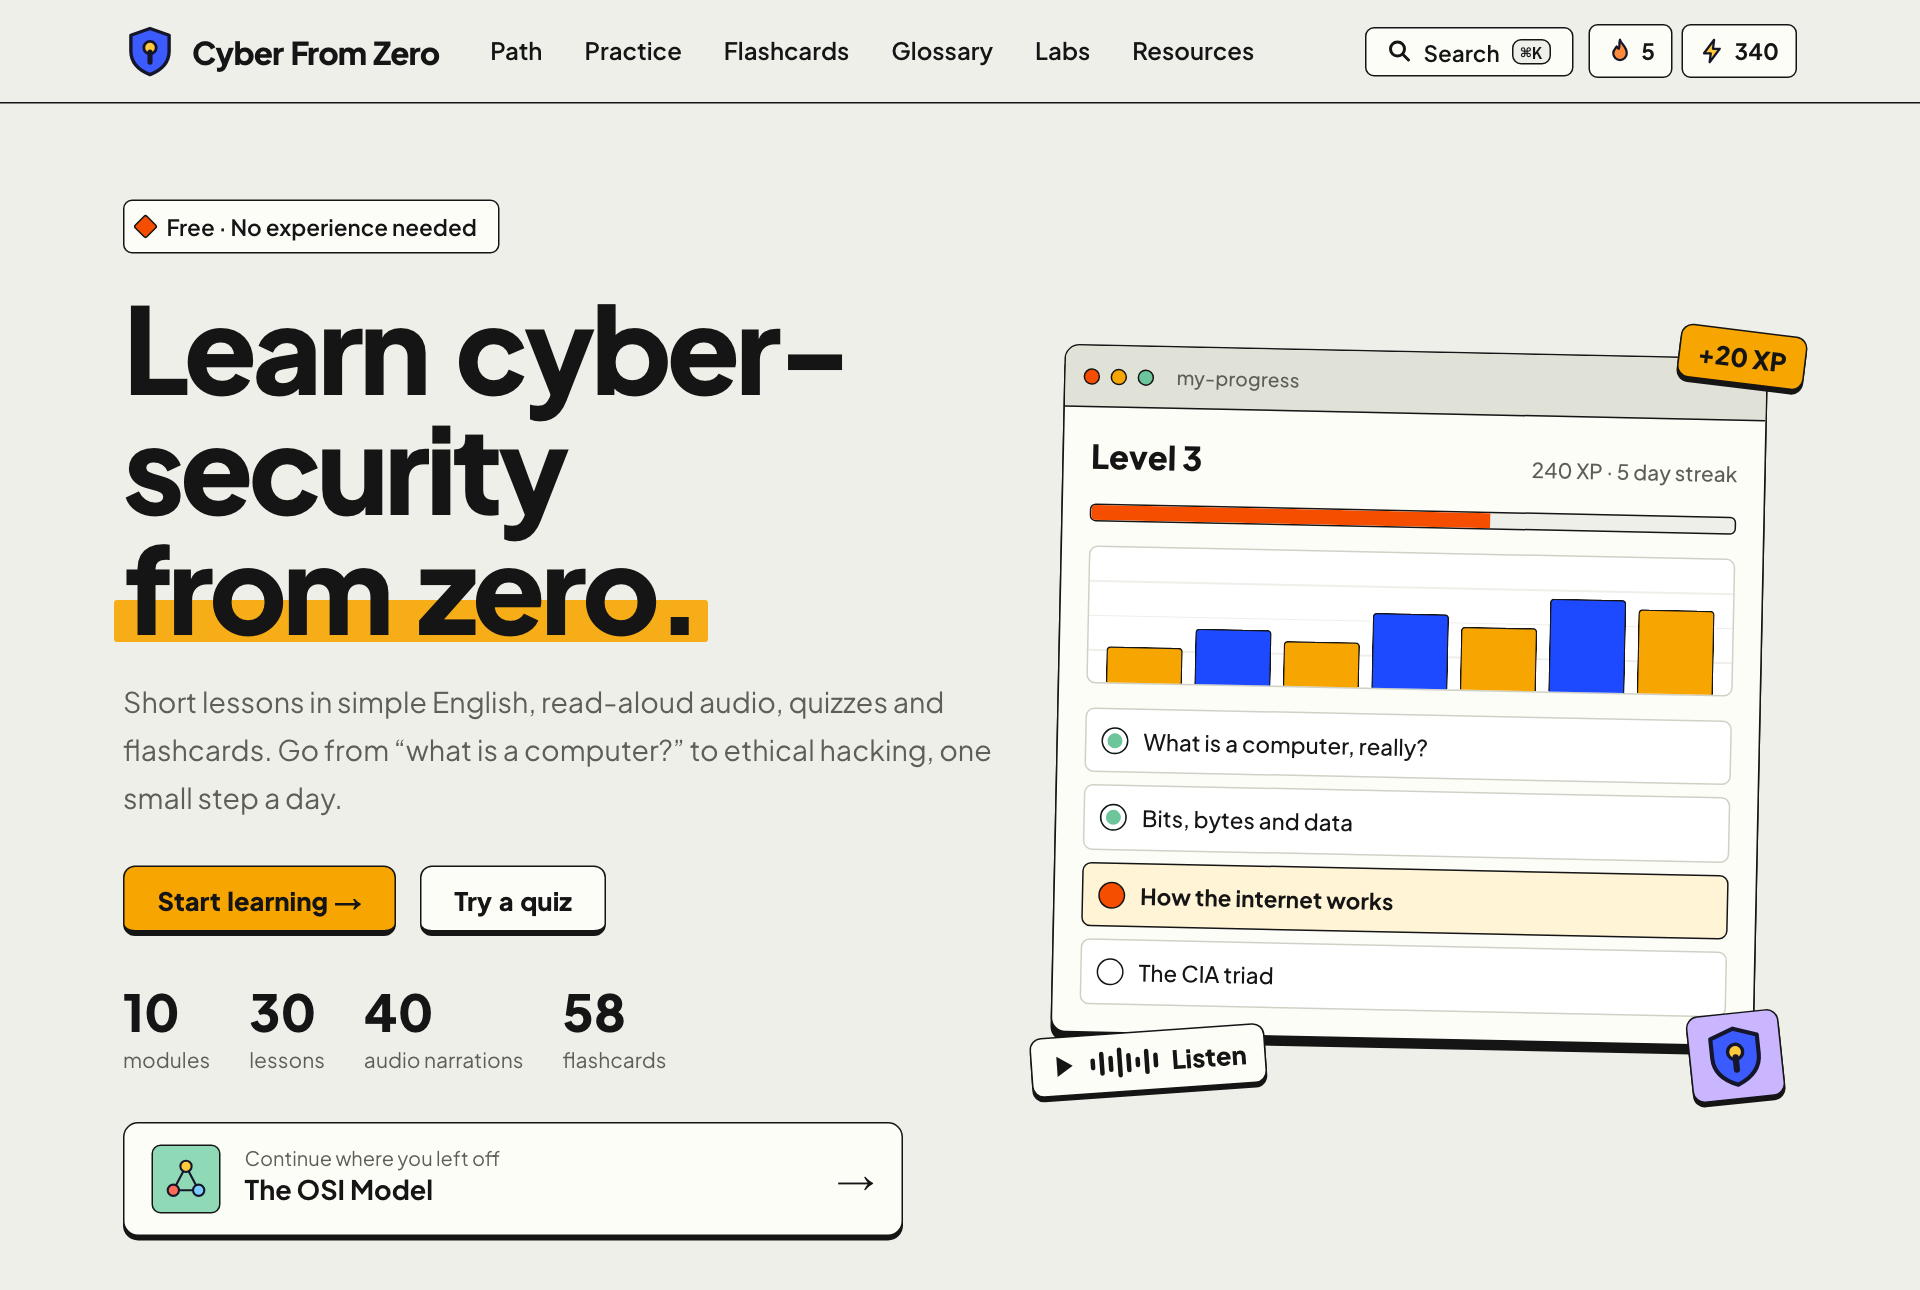 Cyber From Zero
Path
Practice
Flashcards
Glossary
Labs
Resources
Search ⌘K
5
340
Free · No experience needed
Learn cyber-
security
from zero.
Short lessons in simple English, read-aloud audio, quizzes and
flashcards. Go from “what is a computer?” to ethical hacking, one
small step a day.
Start learning →
Try a quiz
10
modules
30
lessons
40
audio narrations
58
flashcards
Continue where you left off
The OSI Model
→
+20 XP
my-progress
Level 3
240 XP · 5 day streak
What is a computer, really?
Bits, bytes and data
How the internet works
The CIA triad
Listen